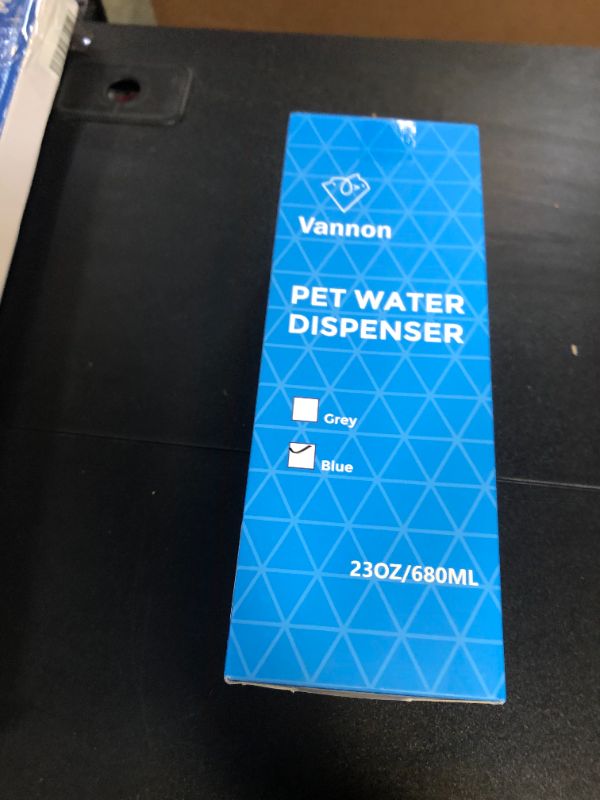 Vannon
PET WATER
DISPENSER
Grey
Blue
23OZ/680ML